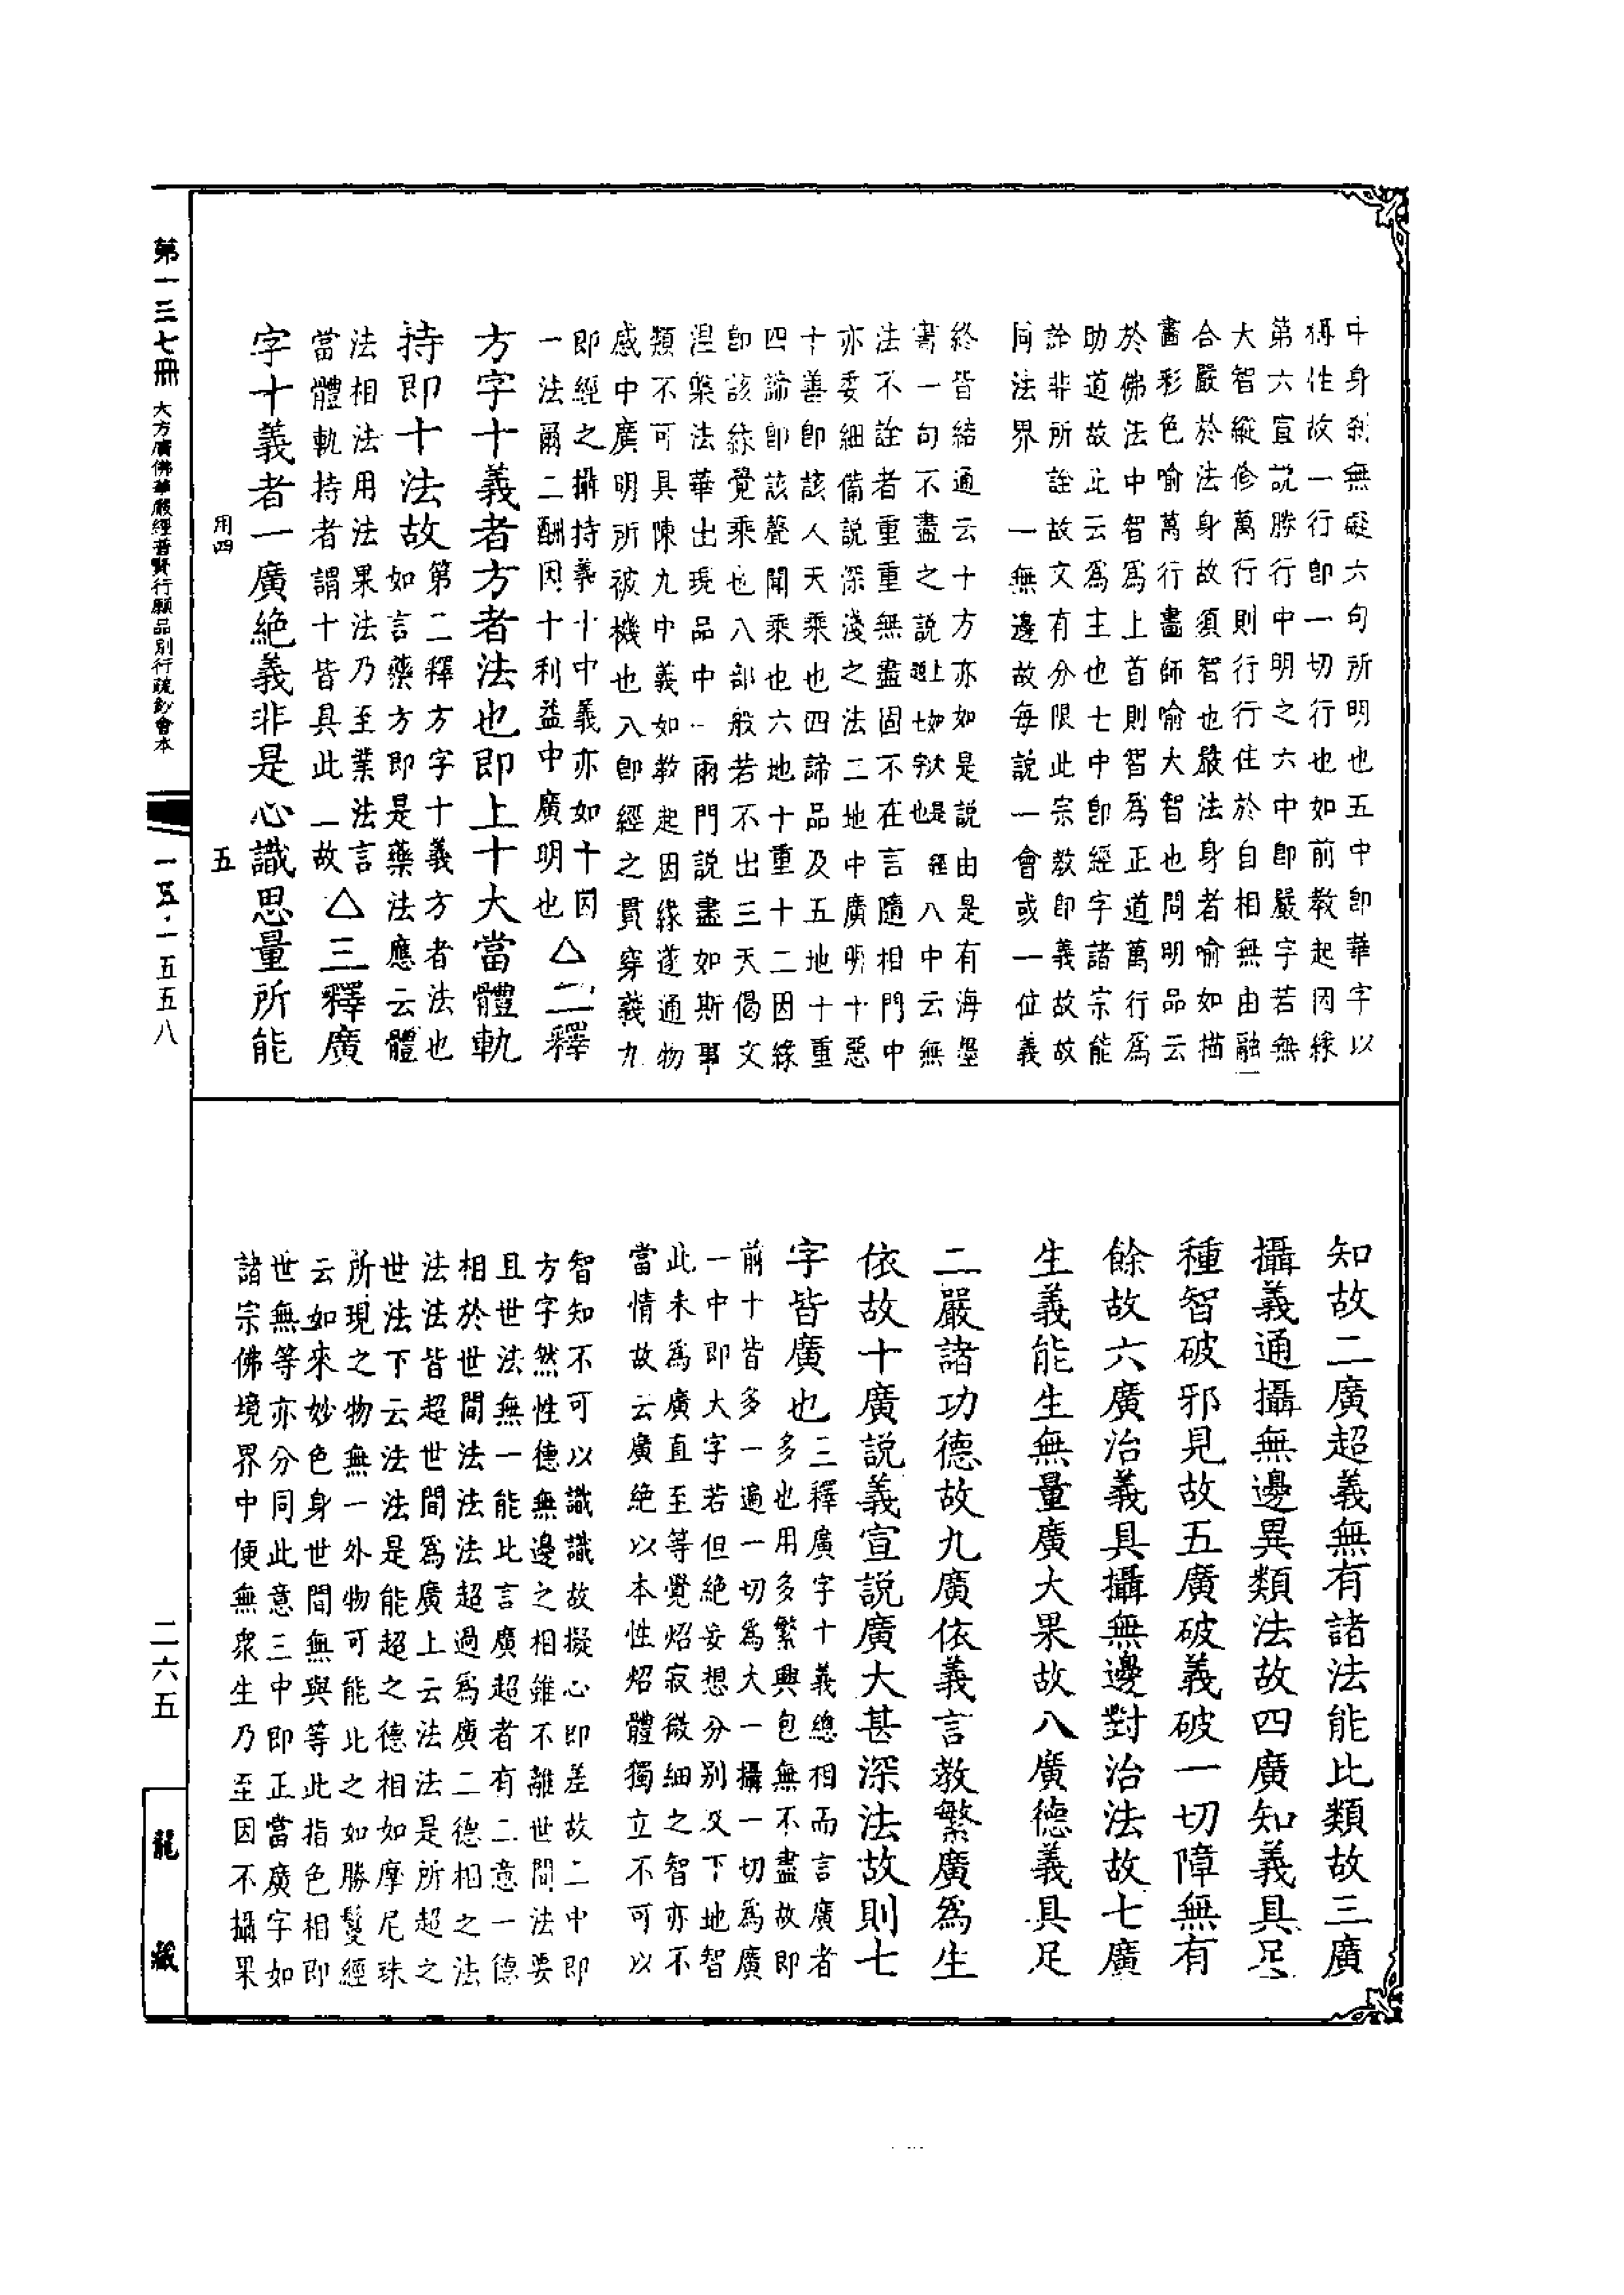 中身刹無礙六句所明也五中即華字以
稱性故一行即一切行也如前教起因緣
第六宣說勝行中明之六中即嚴字若無
大智縱修萬行則行行住於自相無由融
合嚴於法身故須智也嚴法身者喻如描
畫彩色喻萬行畫師喻大智也問明品云
於佛法中智為上首則智為正道萬行為
助道故疏云為主也七中即經字諸宗能
詮非所詮故文有分限此宗教即義故故
同法界一無邊故每說一會或一位義
終皆結通云十方亦如是說由是有海墨
書一句不盡之說八中云無
法不詮者重重無盡固不在言隨相門中
亦委細備說深淺之法二地中廣明十惡
十善即該人天乘也四諦品及五地十重
四諦即該聲聞乘也六地十重十二因緣
即該緣覺乘也八部般若不出三天偈文
涅槃法華出現品中一兩門說盡如斯事
類不可具陳九中義如教起因緣遂通物
感中廣明所被機也入即經之貫穿義九
即經之攝持義十中義亦如十因
一法爾二酬因十利益中廣明也△二釋
方字十義者方者法也即上十大當體軌
持即十法故第二釋方字十義方者法也
如言藥方即是藥法應云體
法相法用法果法乃至業法言
當體軌持者謂十皆具此一故△三釋廣
字十義者一廣絕義非是心識思量所能
知故二廣超義無有諸法能比類故三廣
攝義通攝無邊異類法故四廣知義具足
種智破邪見故五廣破義破一切障無有
餘故六廣治義具攝無邊對治法故七廣
生義能生無量廣大果故八廣德義具足
二嚴諸功德故九廣依義言教繁廣為生
依故十廣說義宣說廣大甚深法故則七
字皆廣也三釋廣字十義總相而言廣者
多也用多繁興包無不盡故即
前十皆多一遍一切為大一攝一切為廣
一中即大字若但絕妄想分別又下地智
此未為廣直至等覺炤寂微細之智亦不
當情故云廣絕以本性炤體獨立不可以
智知不可以識識故擬心即差故二中即
方字然性德無邊之相雖不離世間法要
且世法無一能比言廣超者有二意一德
相於世間法法超過為廣二德相之法
法法皆超世間為廣上云法法是所超之
世法下云法法是能超之德相如摩尼珠
所現之物無一外物可能此之如勝鬘經
云如來妙色身世間無與等此指色相即
世無等亦分同此意三中即正當廣字如
諸宗佛境界中便無眾生乃至因不攝果
第一三七冊 大方廣佛華嚴經普賢行願品別行疏鈔會本
用四 五
一五·一五五八
二六五
龍藏